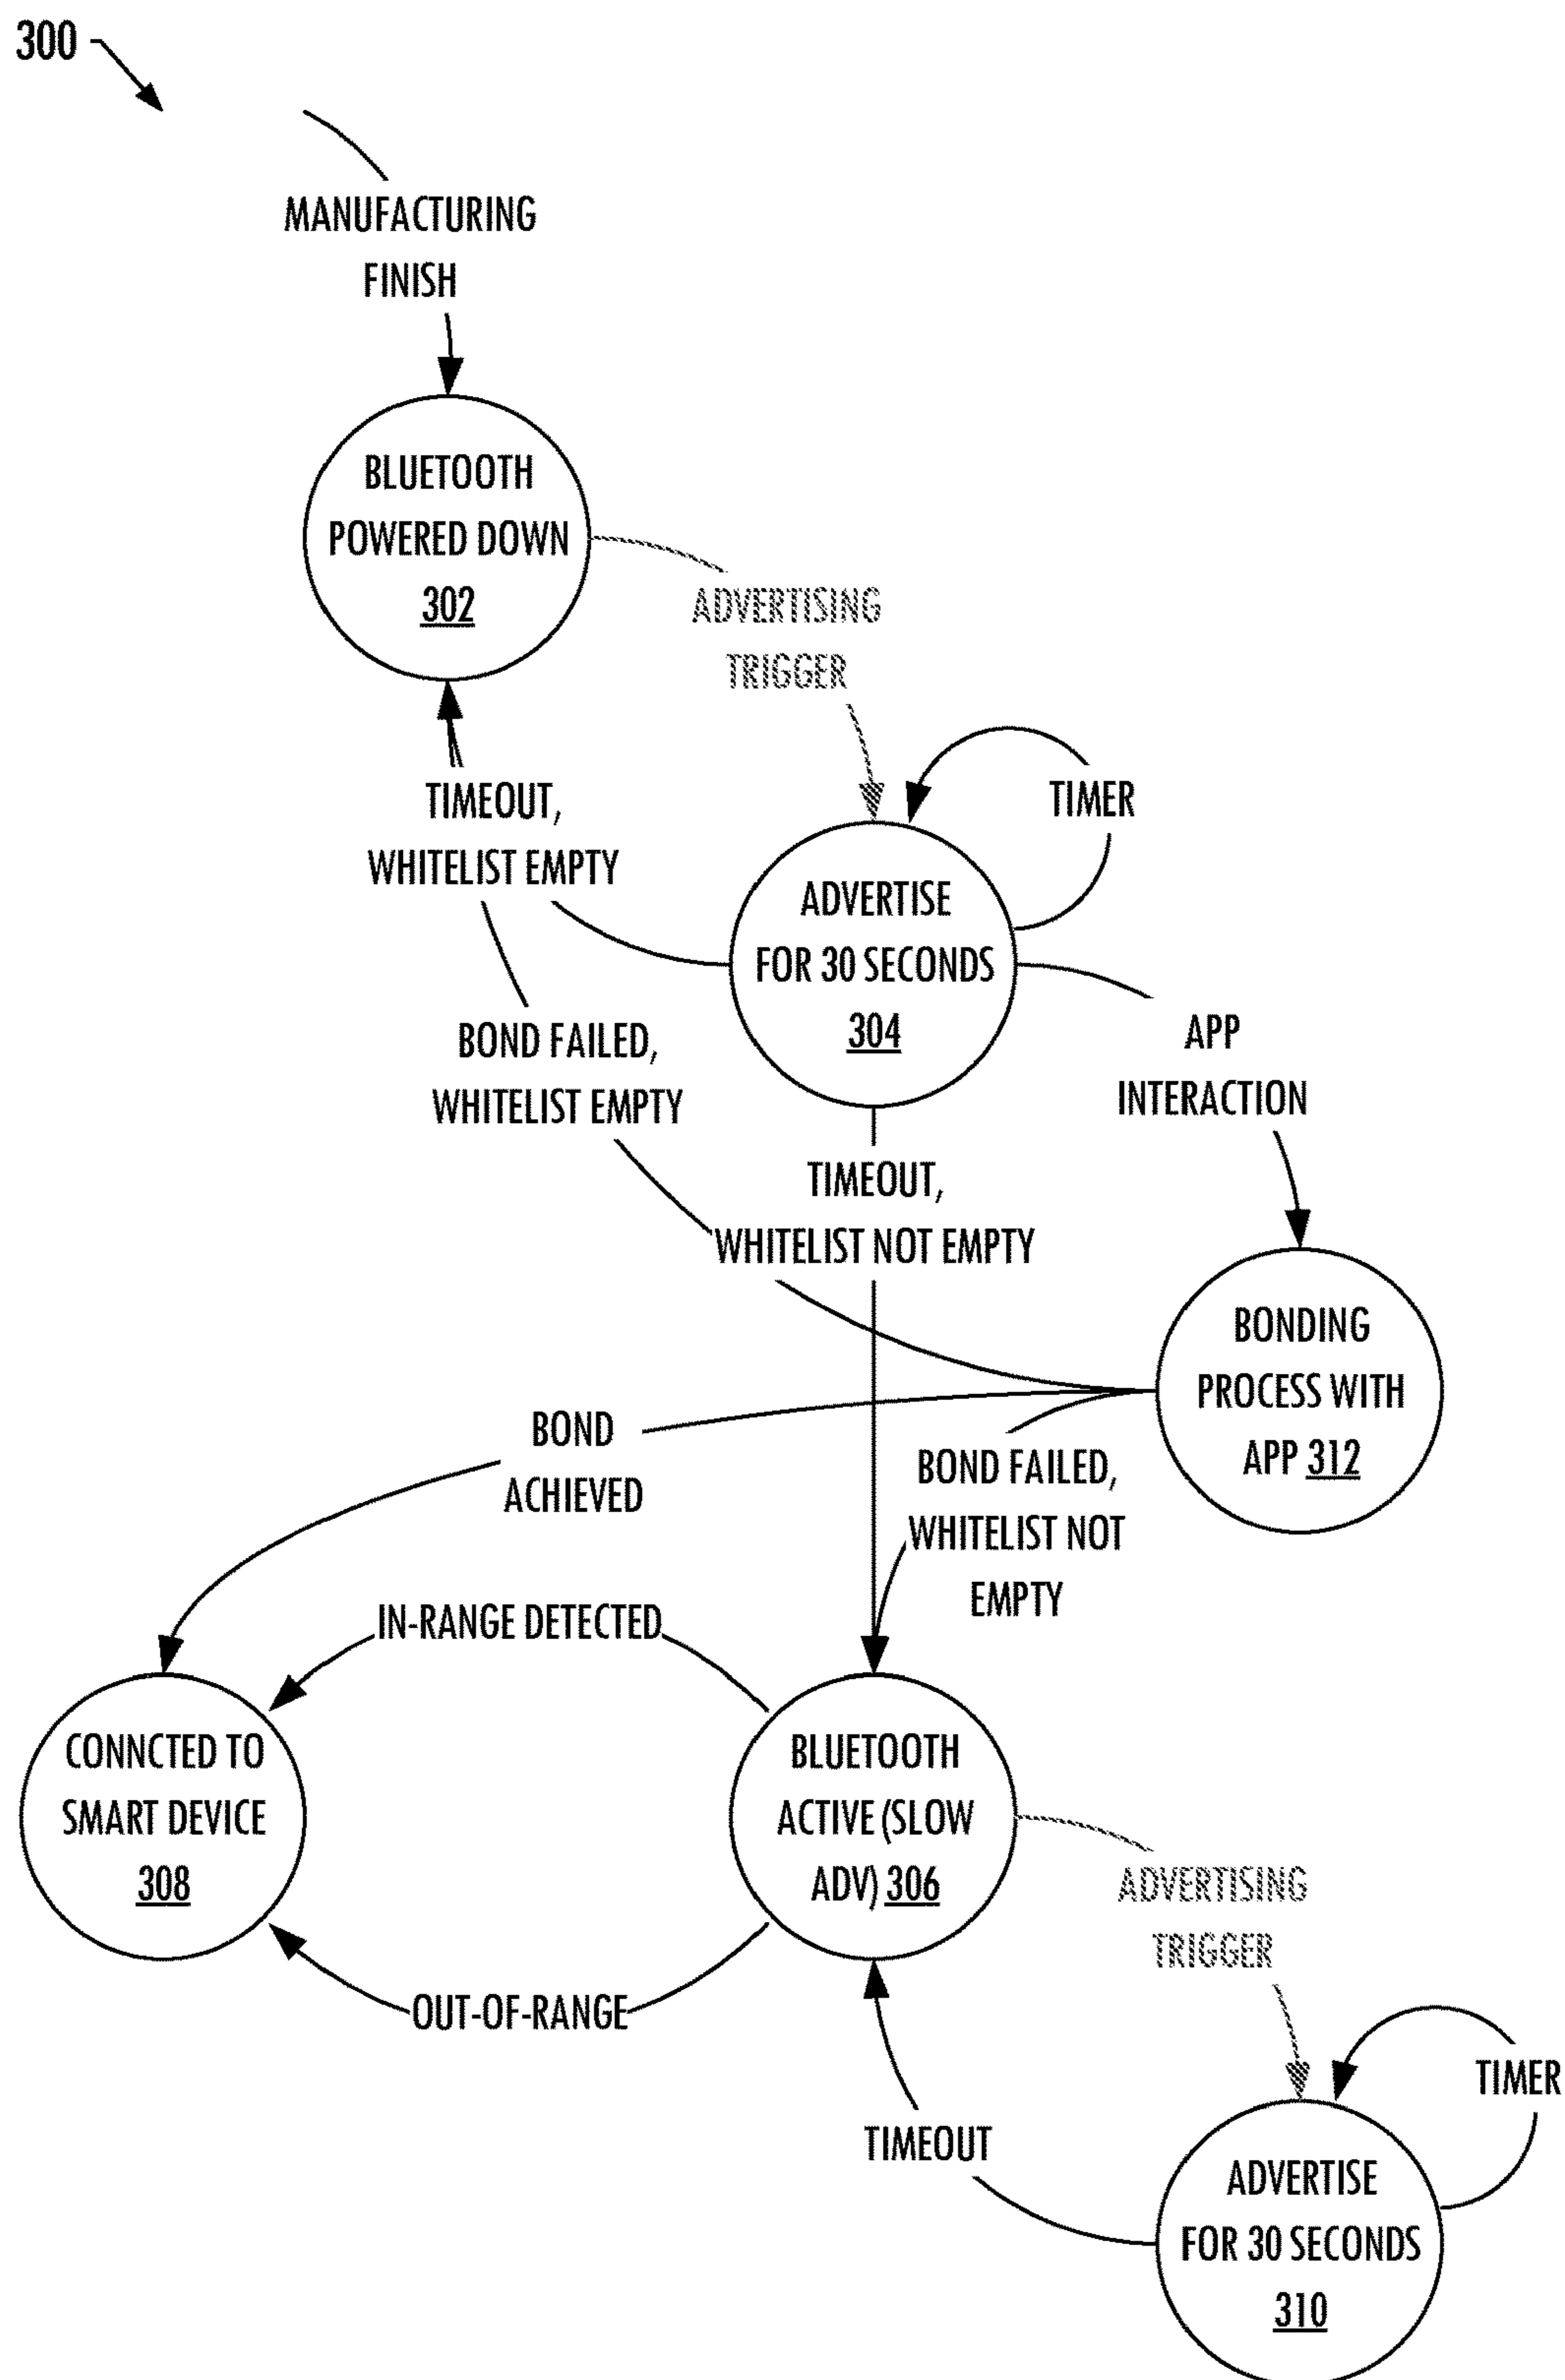 300
MANUFACTURING
FINISH
BLUETOOTH
POWERED DOWN
302
ADVERTISING
TRIGGER
TIMEOUT,
WHITELIST EMPTY
TIMER
ADVERTISE
FOR 30 SECONDS
304
BOND FAILED,
WHITELIST EMPTY
APP
INTERACTION
TIMEOUT,
WHITELIST NOT EMPTY
BONDING
PROCESS WITH
APP 312
BOND
ACHIEVED
BOND FAILED,
WHITELIST NOT
EMPTY
IN-RANGE DETECTED
CONNCTED TO
SMART DEVICE
308
BLUETOOTH
ACTIVE (SLOW
ADV) 306
ADVERTISING
TRIGGER
OUT-OF-RANGE
TIMER
TIMEOUT
ADVERTISE
FOR 30 SECONDS
310